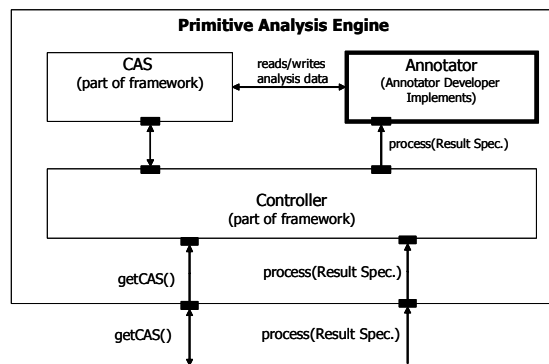 Primitive Analysis Engine
CAS
(part of framework)
reads/writes
analysis data
Annotator
(Annotator Developer
Implements)
process(Result Spec.)
Controller
(part of framework)
getCAS()
process(Result Spec.)
getCAS()
process(Result Spec.)